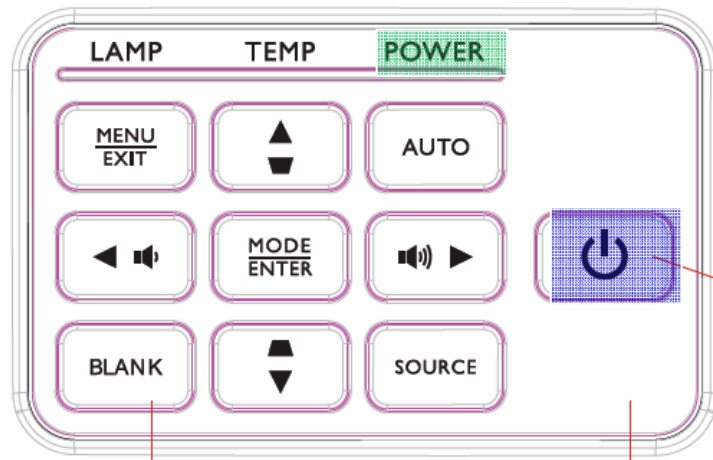 LAMP TEMP POWER
MENU
EXIT
AUTO
MODE
ENTER
BLANK
SOURCE